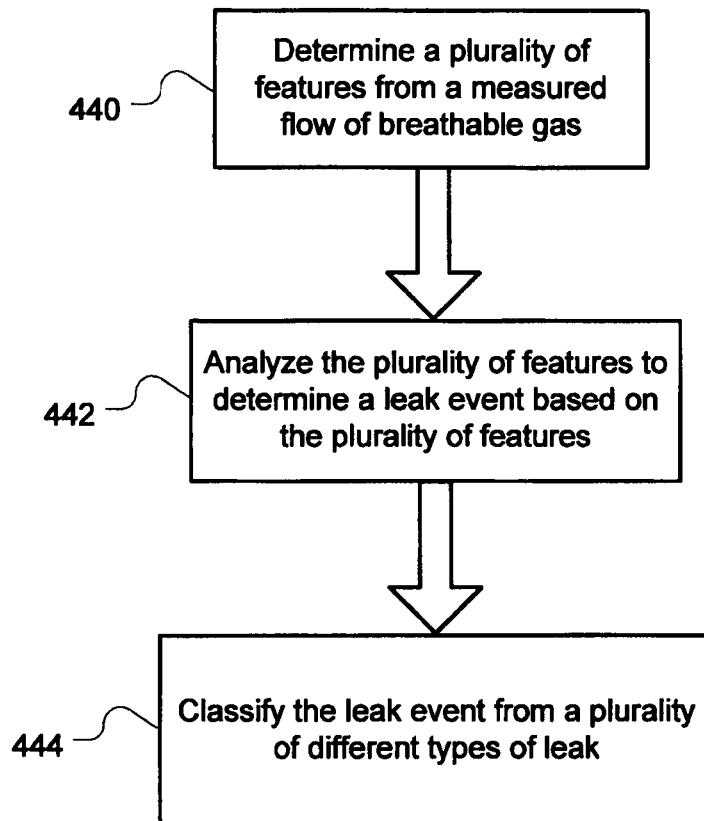 Determine a plurality of
features from a measured
flow of breathable gas
440
Analyze the plurality of features to
determine a leak event based on
the plurality of features
442
Classify the leak event from a plurality
of different types of leak
444